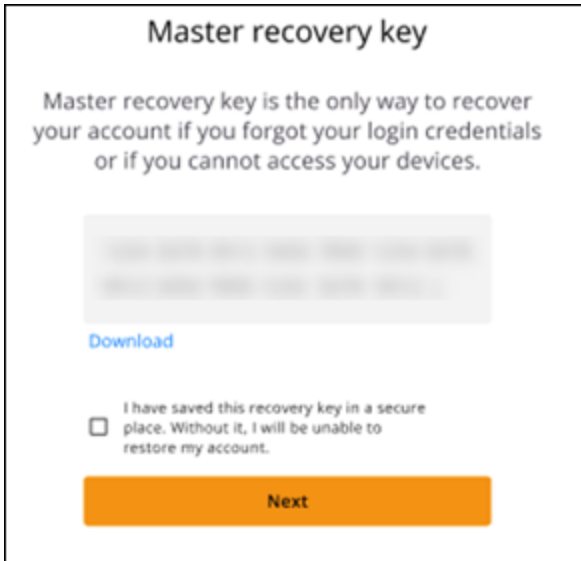 Master recovery key
Master recovery key is the only way to recover
your account if you forgot your login credentials
or if you cannot access your devices.
Download
I have saved this recovery key in a secure
place. Without it, I will be unable to
restore my account.
Next